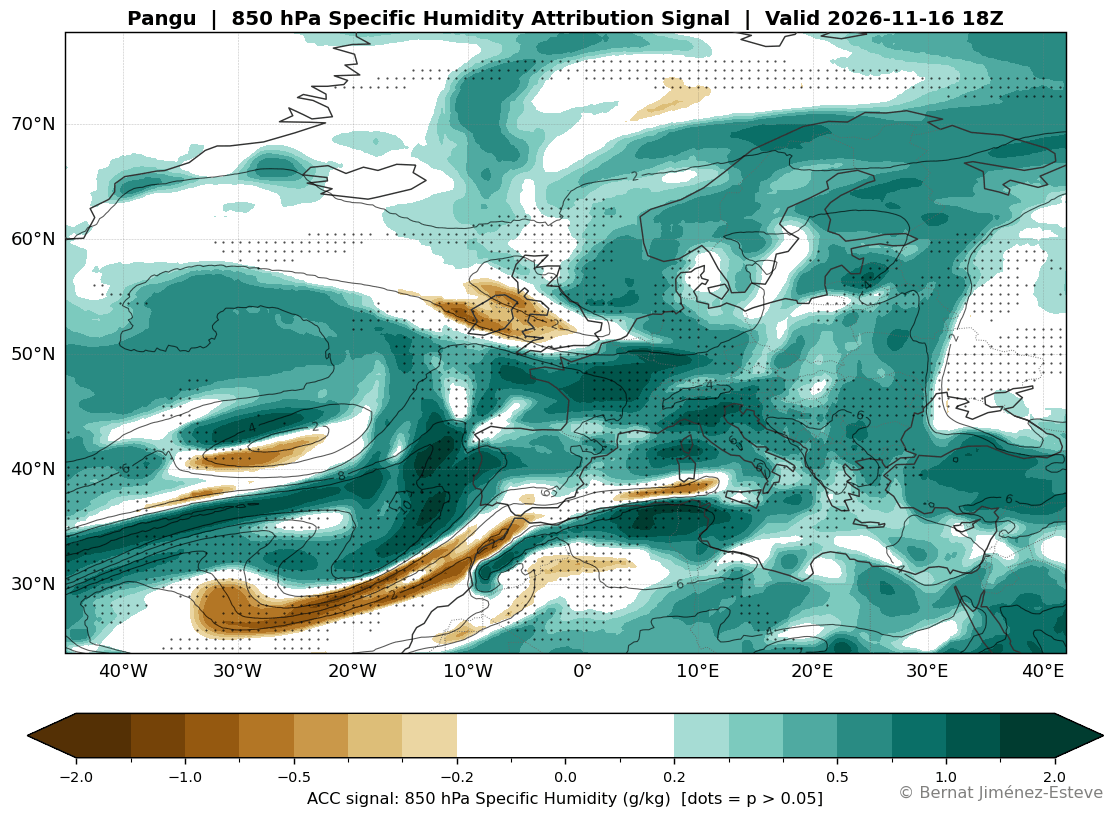 Pangu | 850 hPa Specific Humidity Attribution Signal | Valid 2026-11-16 18Z
70°N
60°N
50°N
40°N
30°N
40°W
30°W
20°W
10°W
0°
10°E
20°E
30°E
40°E
−2.0
−1.0
−0.5
−0.2
0.0
0.2
0.5
1.0
2.0
ACC signal: 850 hPa Specific Humidity (g/kg) [dots = p > 0.05]
© Bernat Jiménez-Esteve